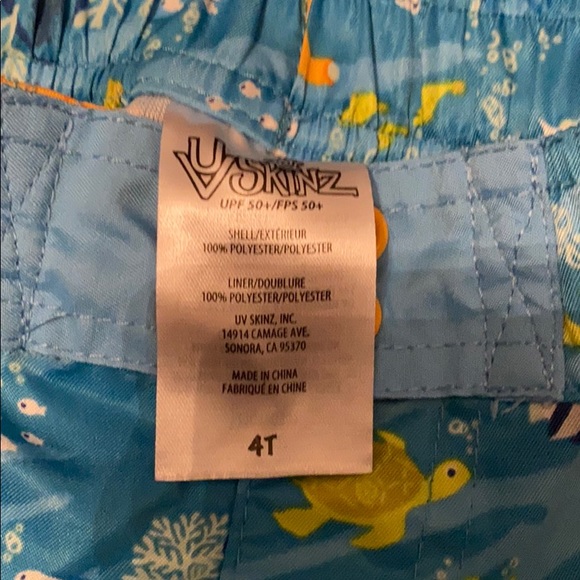 UV SKINZ
UPF 50+/FPS 50+
SHELL/EXTÉRIEUR
100% POLYESTER/POLYESTER
LINER/DOUBLURE
100% POLYESTER/POLYESTER
UV SKINZ, INC.
14914 CAMAGE AVE.
SONORA, CA 95370
MADE IN CHINA
FABRIQUÉ EN CHINE
4T